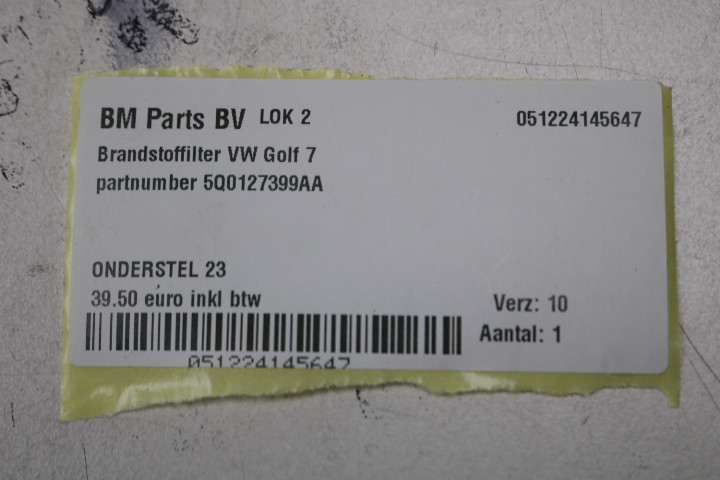 BM Parts BV LOK 2 051224145647
Brandstoffilter VW Golf 7
partnumber 5Q0127399AA
ONDERSTEL 23
39.50 euro inkl btw
Verz: 10
Aantal: 1
051224145647